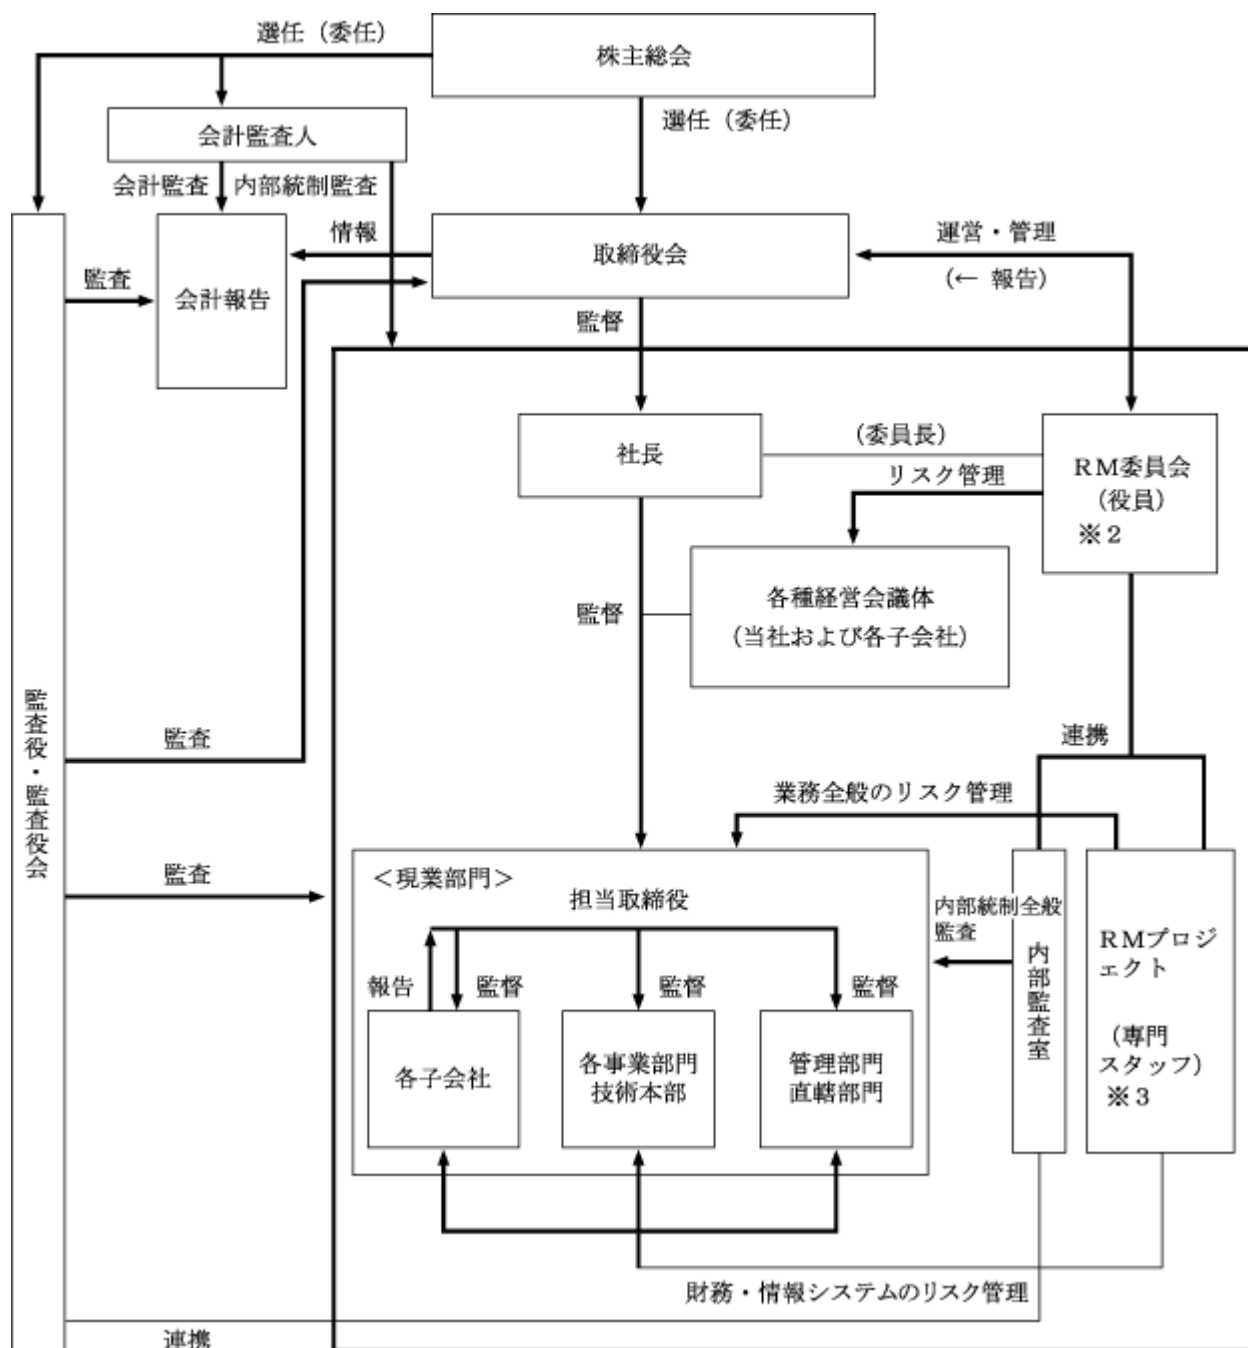 選任（委任）
株主総会
選任（委任）
会計監査人
会計監査
内部統制監査
情報
取締役会
運営・管理
（← 報告）
監査
会計報告
監督
社長
（委員長）
ＲＭ委員会
（役員）
※２
リスク管理
各種経営会議体
（当社および各子会社）
監督
監査役・監査役会
監査
連携
業務全般のリスク管理
監査
＜現業部門＞
担当取締役
内部統制全般
監査
内部監査室
ＲＭプロジ
ェクト
（専門
スタッフ）
※３
報告
監督
監督
監督
各子会社
各事業部門
技術本部
管理部門
直轄部門
財務・情報システムのリスク管理
連携